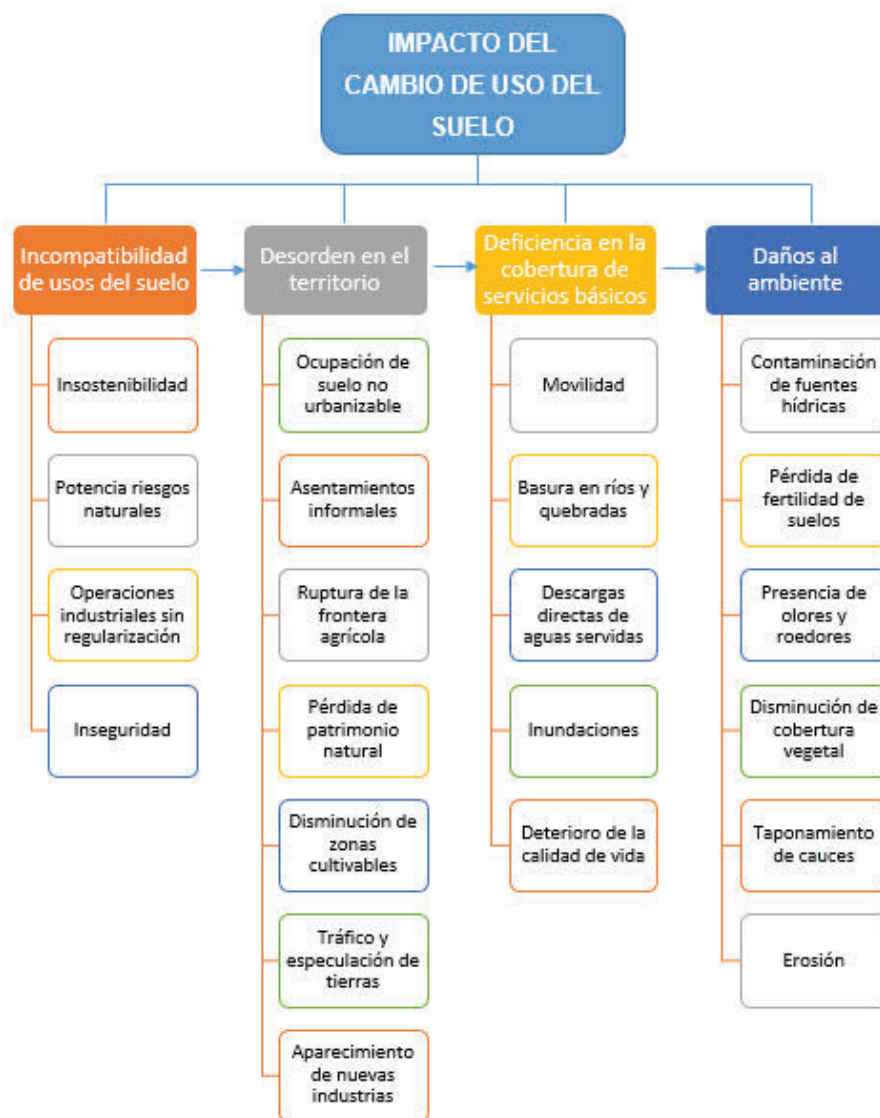 IMPACTO DEL
CAMBIO DE USO DEL
SUELO
Incompatibilidad
de usos del suelo
Insostenibilidad
Potencia riesgos
naturales
Operaciones
industriales sin
regularización
Inseguridad
Desorden en el
territorio
Ocupación de
suelo no
urbanizable
Asentamientos
informales
Ruptura de la
frontera
agrícola
Pérdida de
patrimonio
natural
Disminución de
zonas
cultivables
Tráfico y
especulación de
tierras
Aparecimiento
de nuevas
industrias
Deficiencia en la
cobertura de
servicios básicos
Movilidad
Basura en ríos y
quebradas
Descargas
directas de
aguas servidas
Inundaciones
Deterioro de la
calidad de vida
Daños al
ambiente
Contaminación
de fuentes
hídricas
Pérdida de
fertilidad de
suelos
Presencia de
olores y
roedores
Disminución de
cobertura
vegetal
Taponamiento
de cauces
Erosión